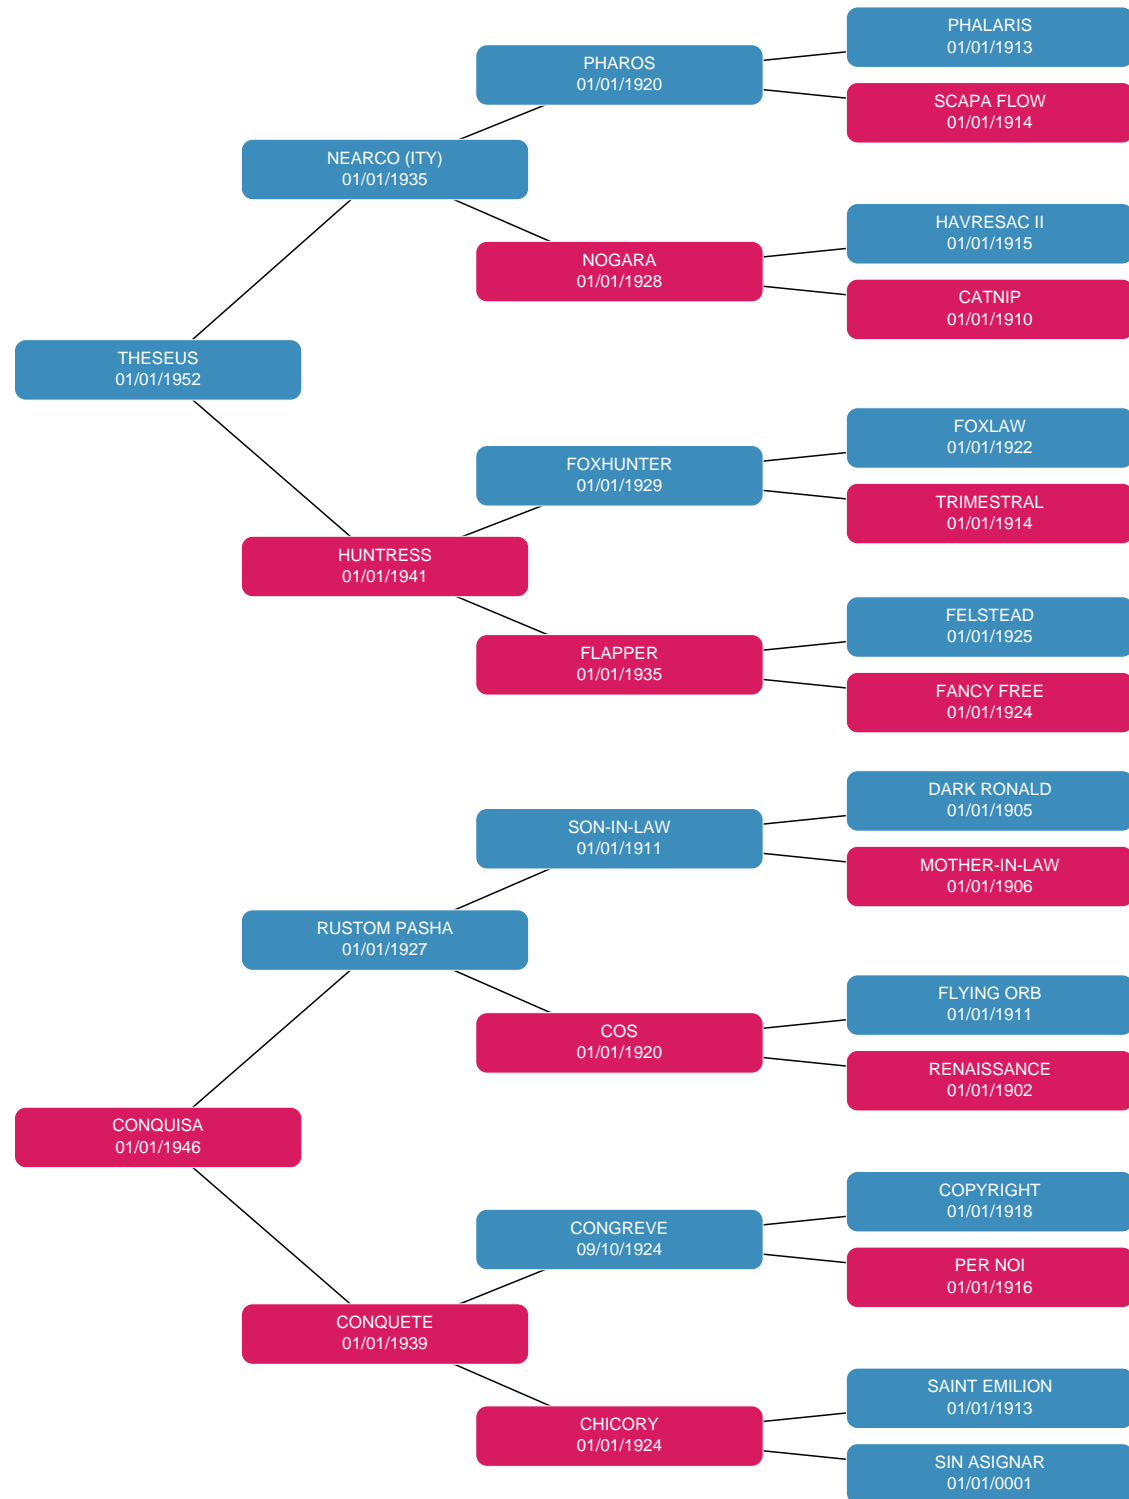 PHALARIS
01/01/1913
PHAROS
01/01/1920
SCAPA FLOW
01/01/1914
NEARCO (ITY)
01/01/1935
HAVRESAC II
01/01/1915
NOGARA
01/01/1928
CATNIP
01/01/1910
THESEUS
01/01/1952
FOXLAW
01/01/1922
FOXHUNTER
01/01/1929
TRIMESTRAL
01/01/1914
HUNTRESS
01/01/1941
FELSTEAD
01/01/1925
FLAPPER
01/01/1935
FANCY FREE
01/01/1924
DARK RONALD
01/01/1905
SON-IN-LAW
01/01/1911
MOTHER-IN-LAW
01/01/1906
RUSTOM PASHA
01/01/1927
FLYING ORB
01/01/1911
COS
01/01/1920
RENAISSANCE
01/01/1902
CONQUISA
01/01/1946
COPYRIGHT
01/01/1918
CONGREVE
09/10/1924
PER NOI
01/01/1916
CONQUETE
01/01/1939
SAINT EMILION
01/01/1913
CHICORY
01/01/1924
SIN ASIGNAR
01/01/0001